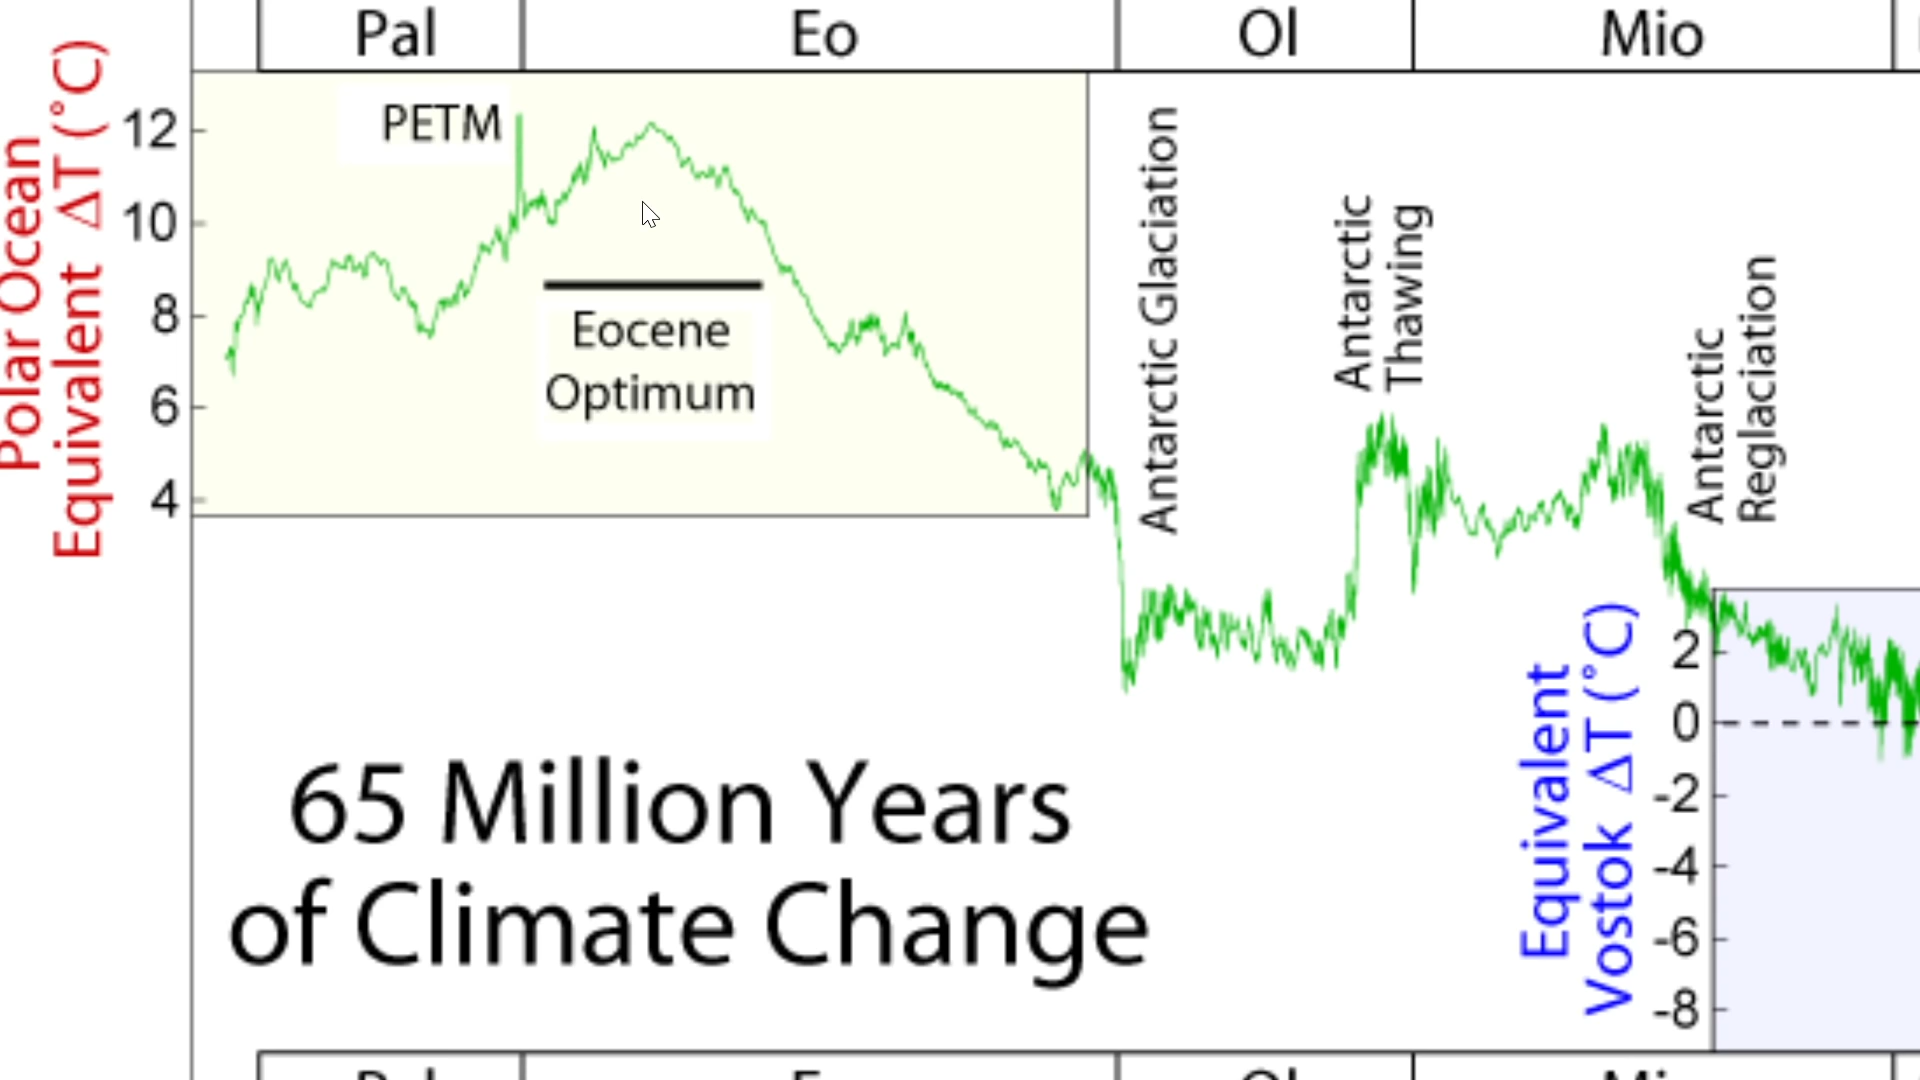 Pal
Eo
Ol
Mio
Polar Ocean
Equivalent ΔT (°C)
12
10
8
6
4
PETM
Eocene
Optimum
Antarctic Glaciation
Antarctic
Thawing
Antarctic
Reglaciation
65 Million Years
of Climate Change
Equivalent
Vostok ΔT (°C)
2
0
-2
-4
-6
-8